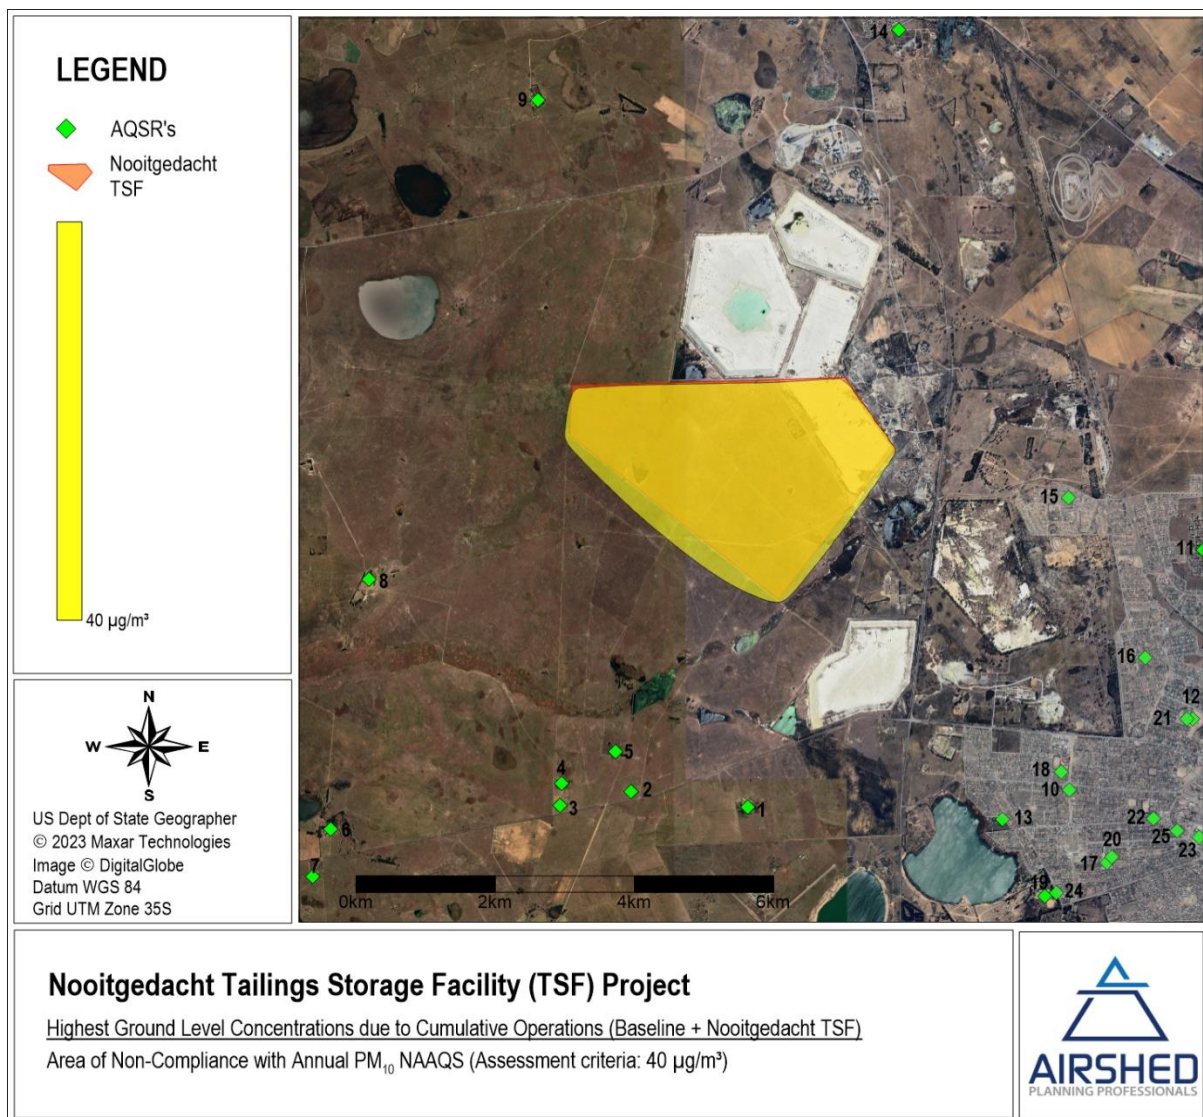 LEGEND
AQSR's
Nooitgedacht
TSF
40 µg/m³
N
W
E
S
US Dept of State Geographer
© 2023 Maxar Technologies
Image © DigitalGlobe
Datum WGS 84
Grid UTM Zone 35S
14
9
15
11
8
16
12
21
5
4
18
2
10
3
1
13
22
6
25
20
23
7
17
19
24
0km
2km
4km
6km
Nooitgedacht Tailings Storage Facility (TSF) Project
Highest Ground Level Concentrations due to Cumulative Operations (Baseline + Nooitgedacht TSF)
Area of Non-Compliance with Annual PM₁₀ NAAQS (Assessment criteria: 40 µg/m³)
AIRSHED
PLANNING PROFESSIONALS